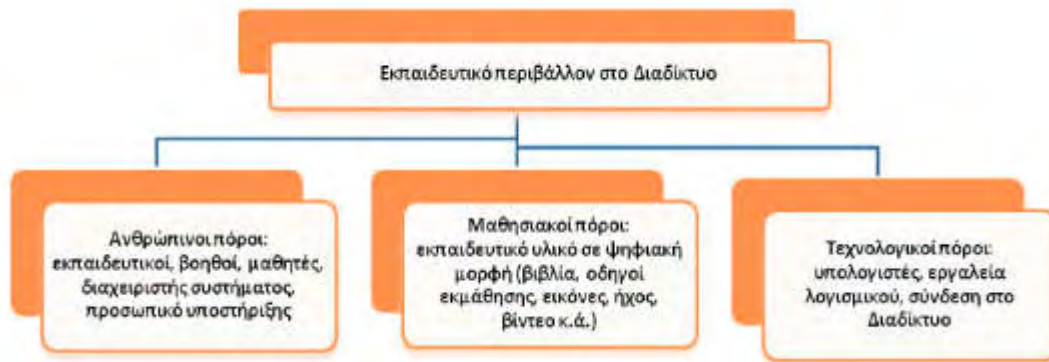 Εκπαιδευτικό περιβάλλον στο Διαδίκτυο
Ανθρώπινοι πόροι:
εκπαιδευτικοί, βοηθοί, μαθητές,
διαχειριστής συστήματος,
προσωπικό υποστήριξης
Μαθησιακοί πόροι:
εκπαιδευτικό υλικό σε ψηφιακή
μορφή (βιβλία, οδηγοί
εκμάθησης, εικόνες, ήχος,
βίντεο κ.ά.)
Τεχνολογικοί πόροι:
υπολογιστές, εργαλεία
λογισμικού, σύνδεση στο
Διαδίκτυο